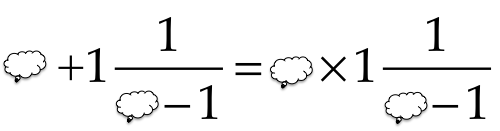 💭 + 1 1/(💭 − 1) = 💭 × 1 1/(💭 − 1)